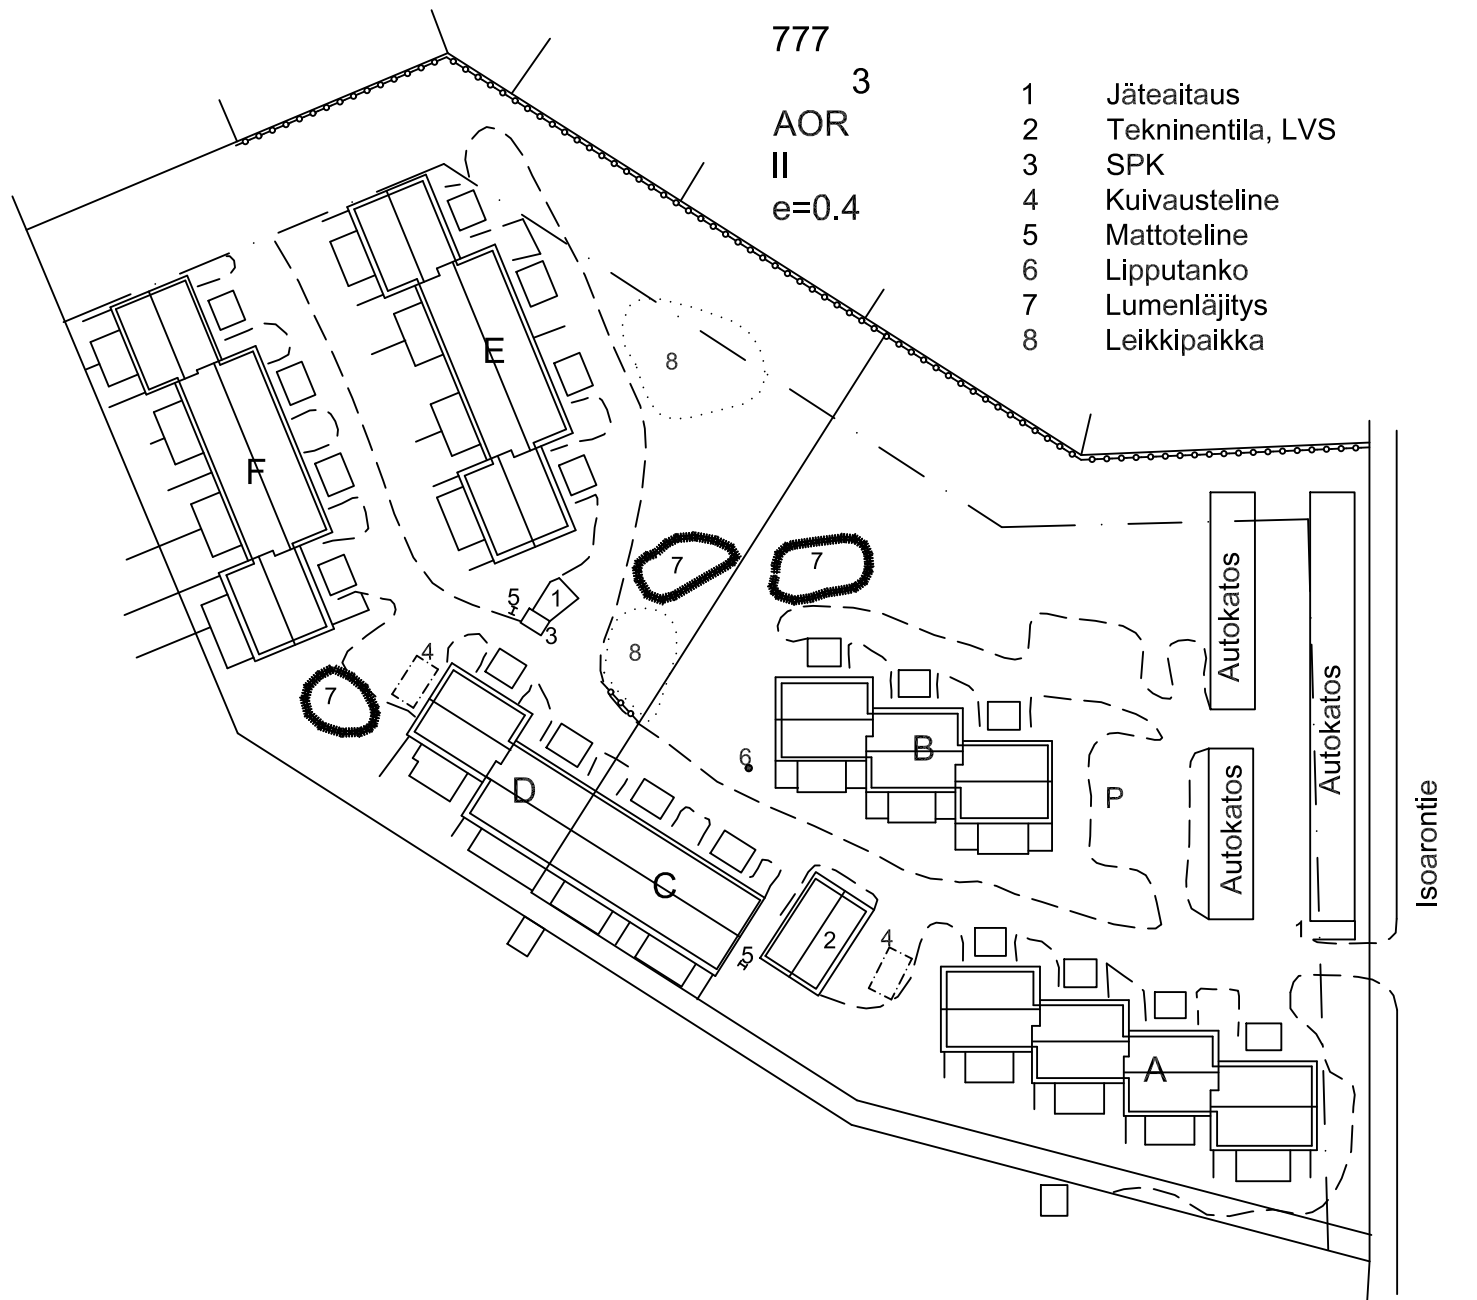 777
3
AOR
II
e=0.4
1 Jäteaitaus
2 Tekninentila, LVS
3 SPK
4 Kuivausteline
5 Mattoteline
6 Lipputanko
7 Lumenläjitys
8 Leikkipaikka
E
8
F
7
7
Autokatos
5
1
3
8
4
7
Autokatos
6
B
D
P
Autokatos
Isoarontie
C
2
4
1
5
A